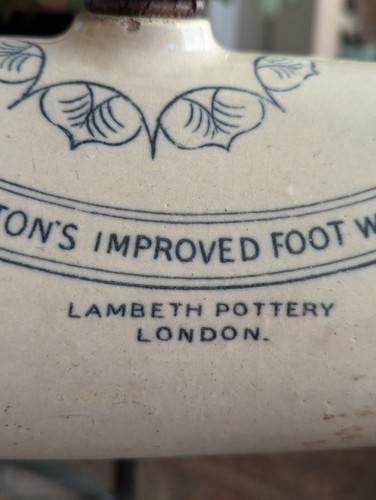 TON'S IMPROVED FOOT W
LAMBETH POTTERY
LONDON.